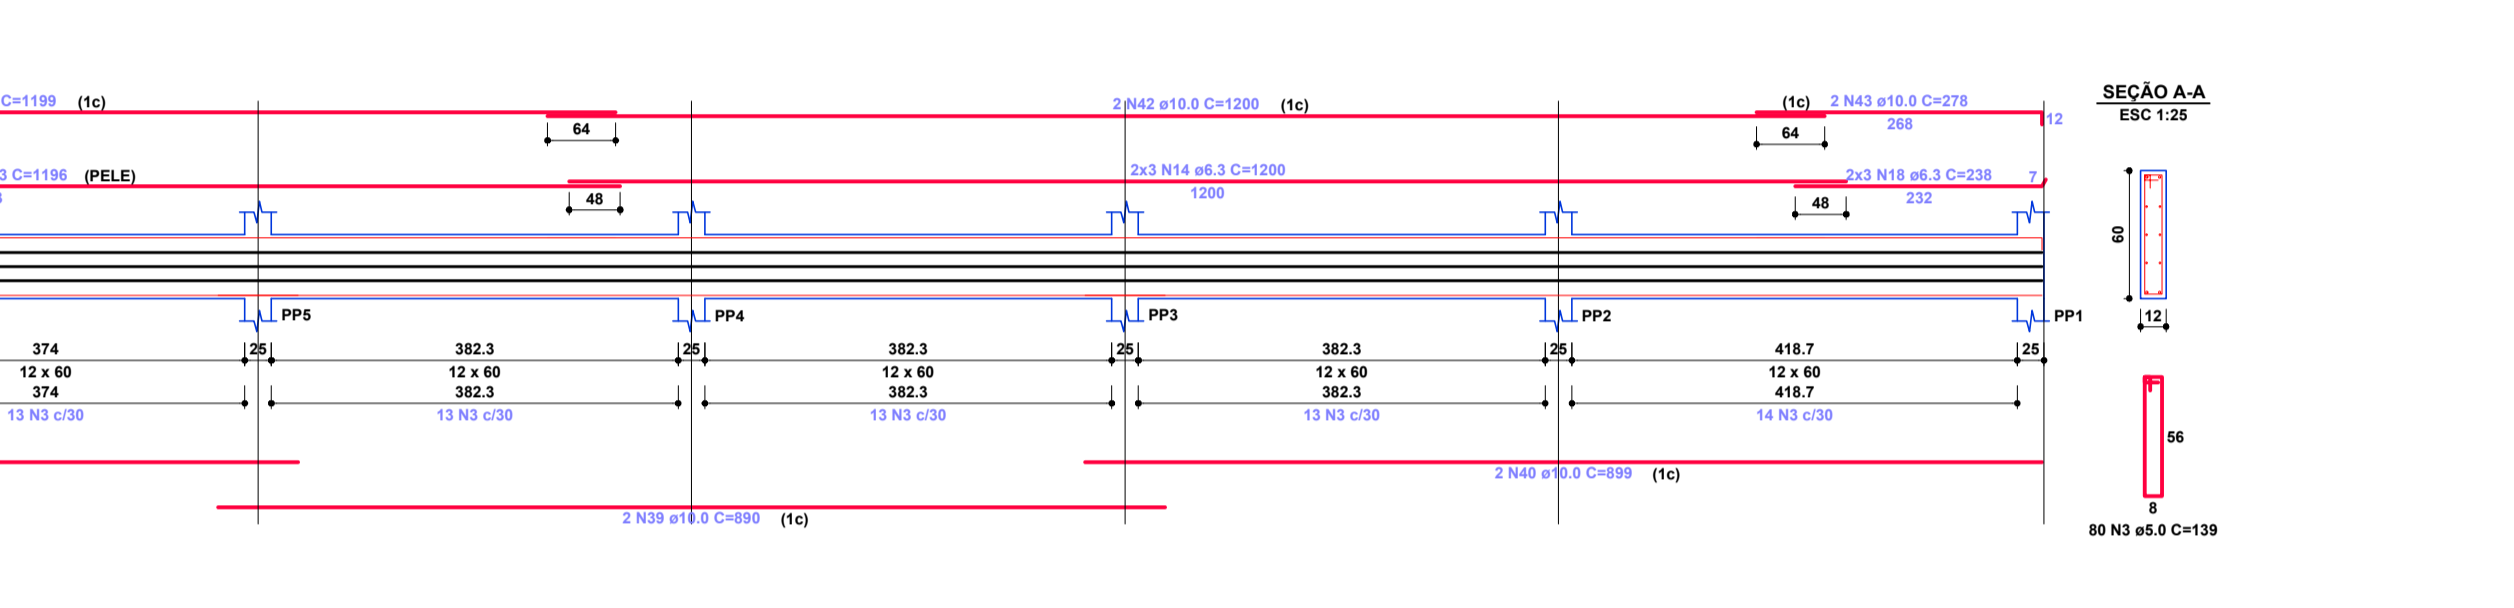 C=1199 (1c)
64
2 N42 ø10.0 C=1200 (1c)
(1c) 2 N43 ø10.0 C=278
268
12
64
3 C=1196 (PELE)
48
2x3 N14 ø6.3 C=1200
1200
2x3 N18 ø6.3 C=238
7
232
48
PP5
PP4
PP3
PP2
PP1
374 25 382.3 25 382.3 25 382.3 25 418.7 25
12 x 60 12 x 60 12 x 60 12 x 60 12 x 60
374 382.3 382.3 382.3 418.7
13 N3 c/30 13 N3 c/30 13 N3 c/30 13 N3 c/30 14 N3 c/30
2 N40 ø10.0 C=899 (1c)
2 N39 ø10.0 C=890 (1c)
SEÇÃO A-A
ESC 1:25
60
12
56
8
80 N3 ø5.0 C=139